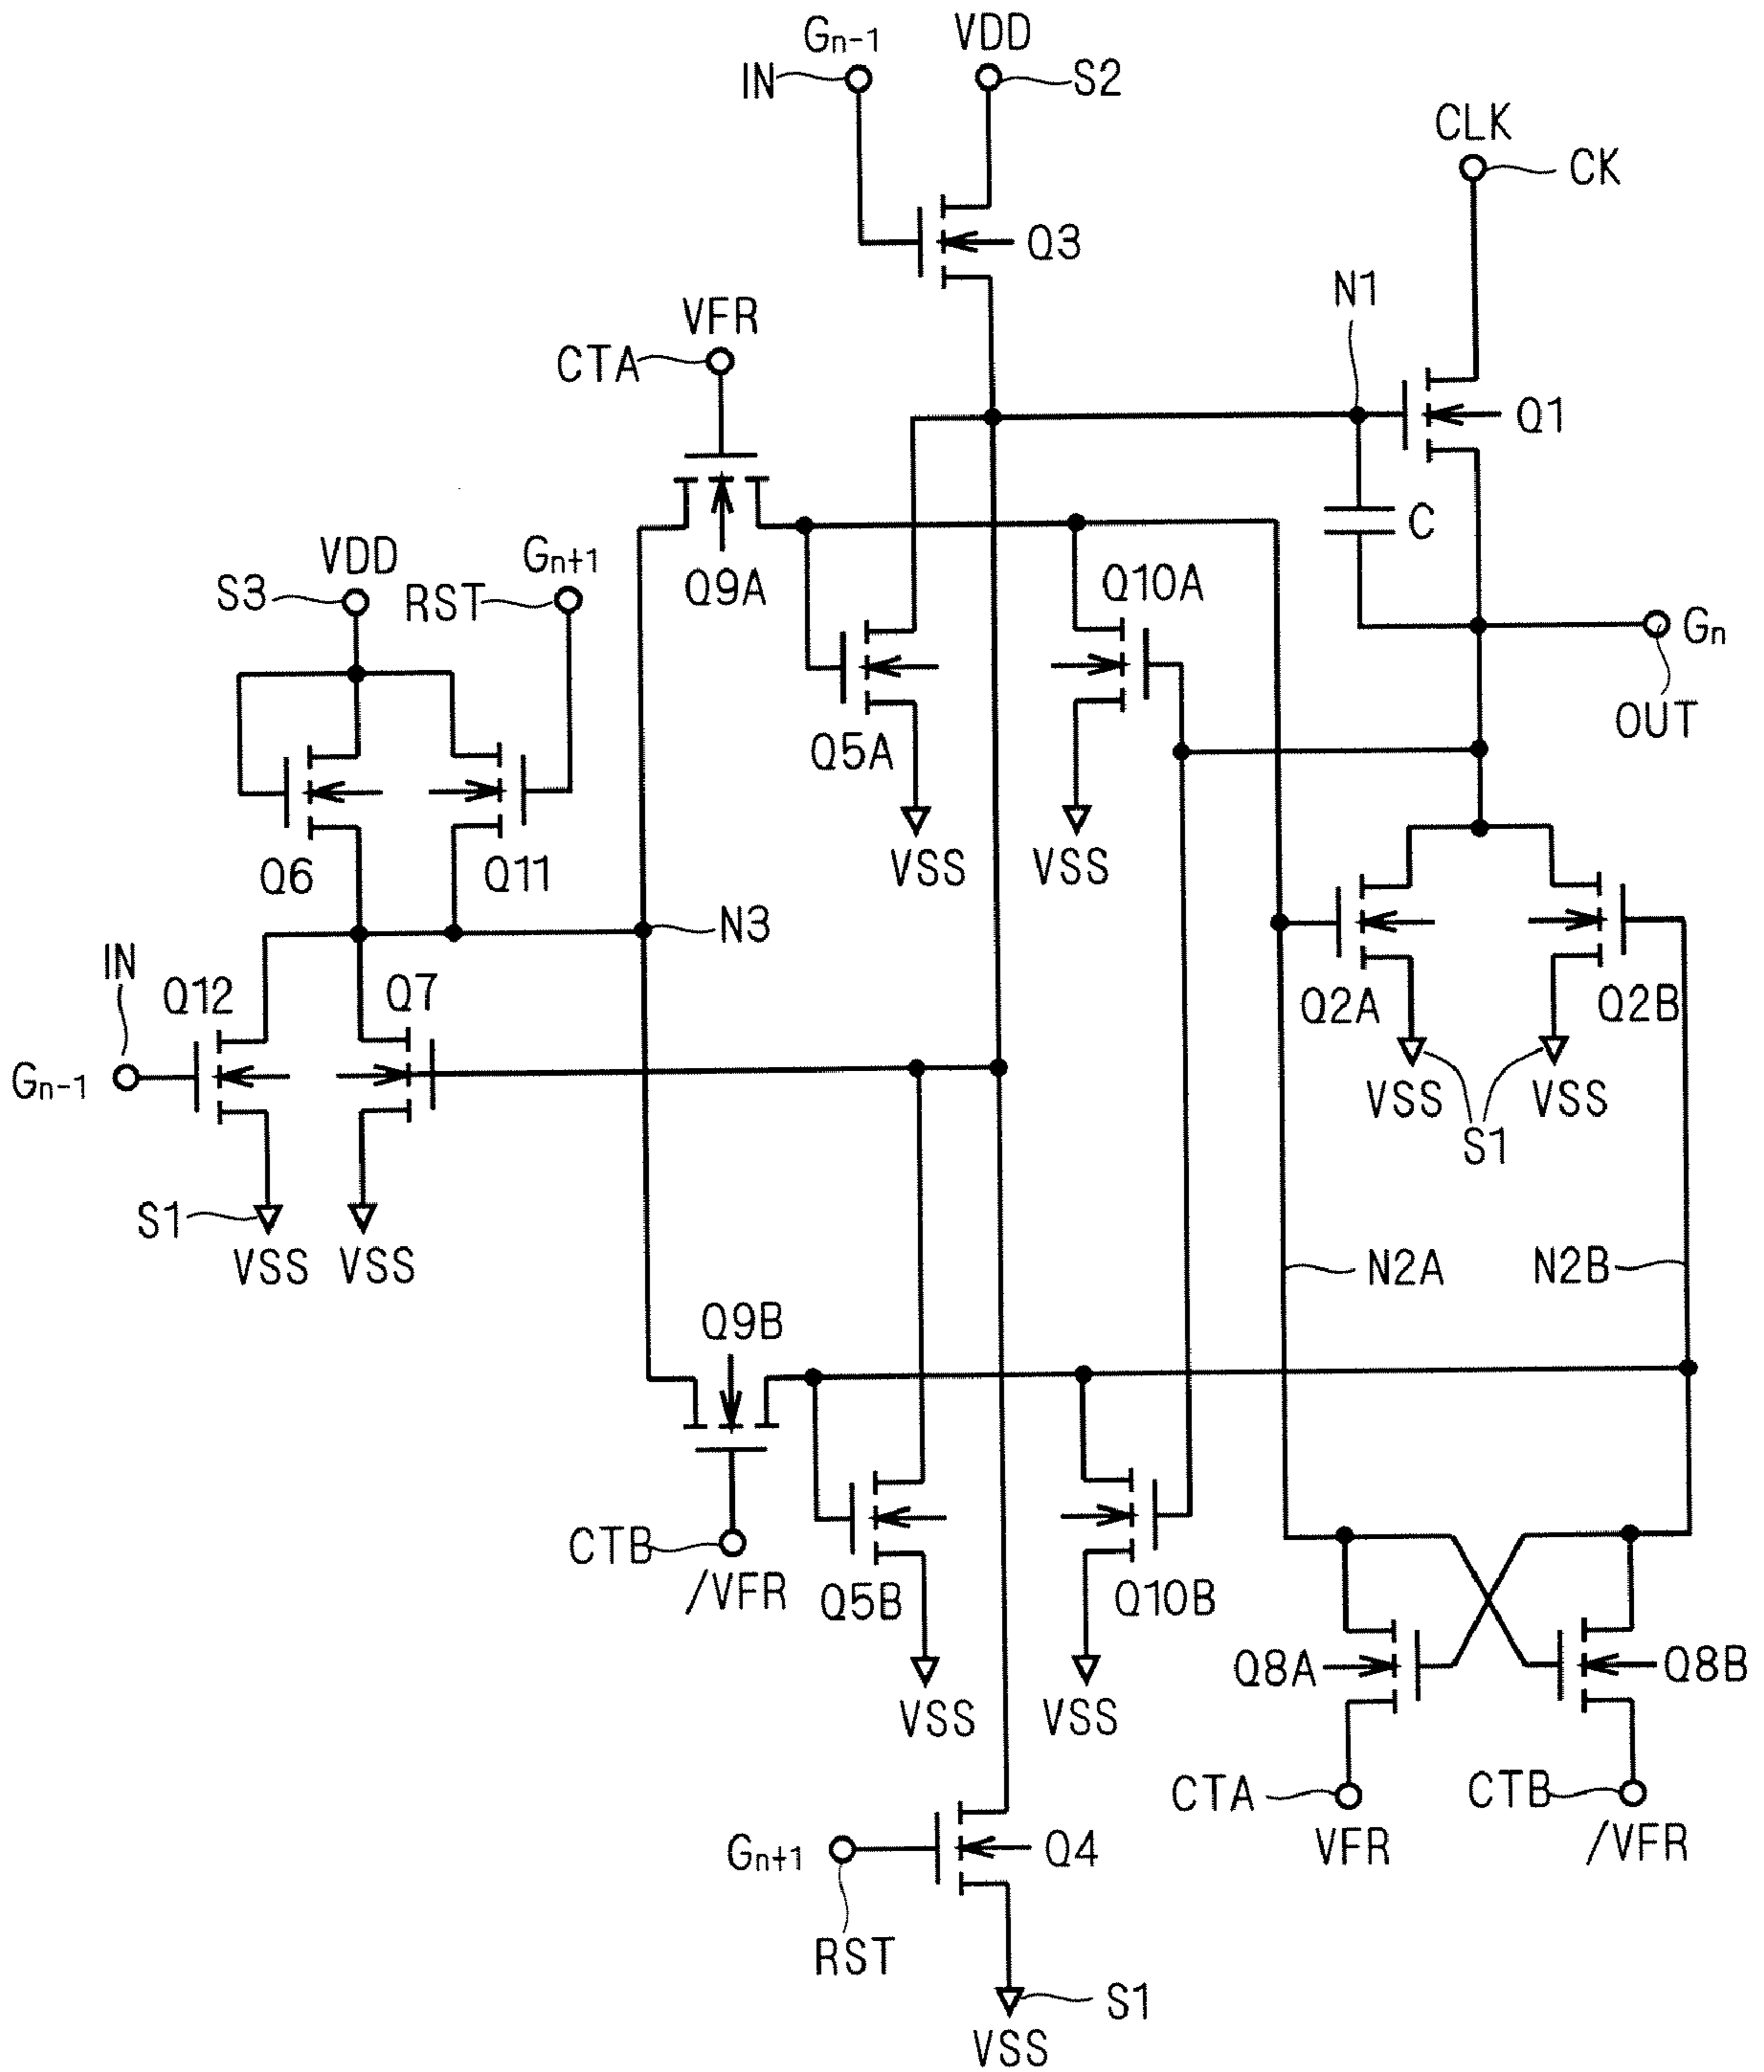 Gn-1
VDD
IN
S2
CLK
CK
Q3
N1
VFR
CTA
Q1
C
VDD
Gn+1
Q9A
Q10A
S3
RST
Gn
OUT
Q5A
VSS
VSS
Q6
Q11
N3
IN
Q12
Q7
Q2A
Q2B
Gn-1
VSS
VSS
S1
S1
VSS
VSS
N2A
N2B
Q9B
CTB
/VFR
Q5B
Q10B
Q8A
Q8B
VSS
VSS
CTA
CTB
VFR
/VFR
Gn+1
Q4
RST
S1
VSS